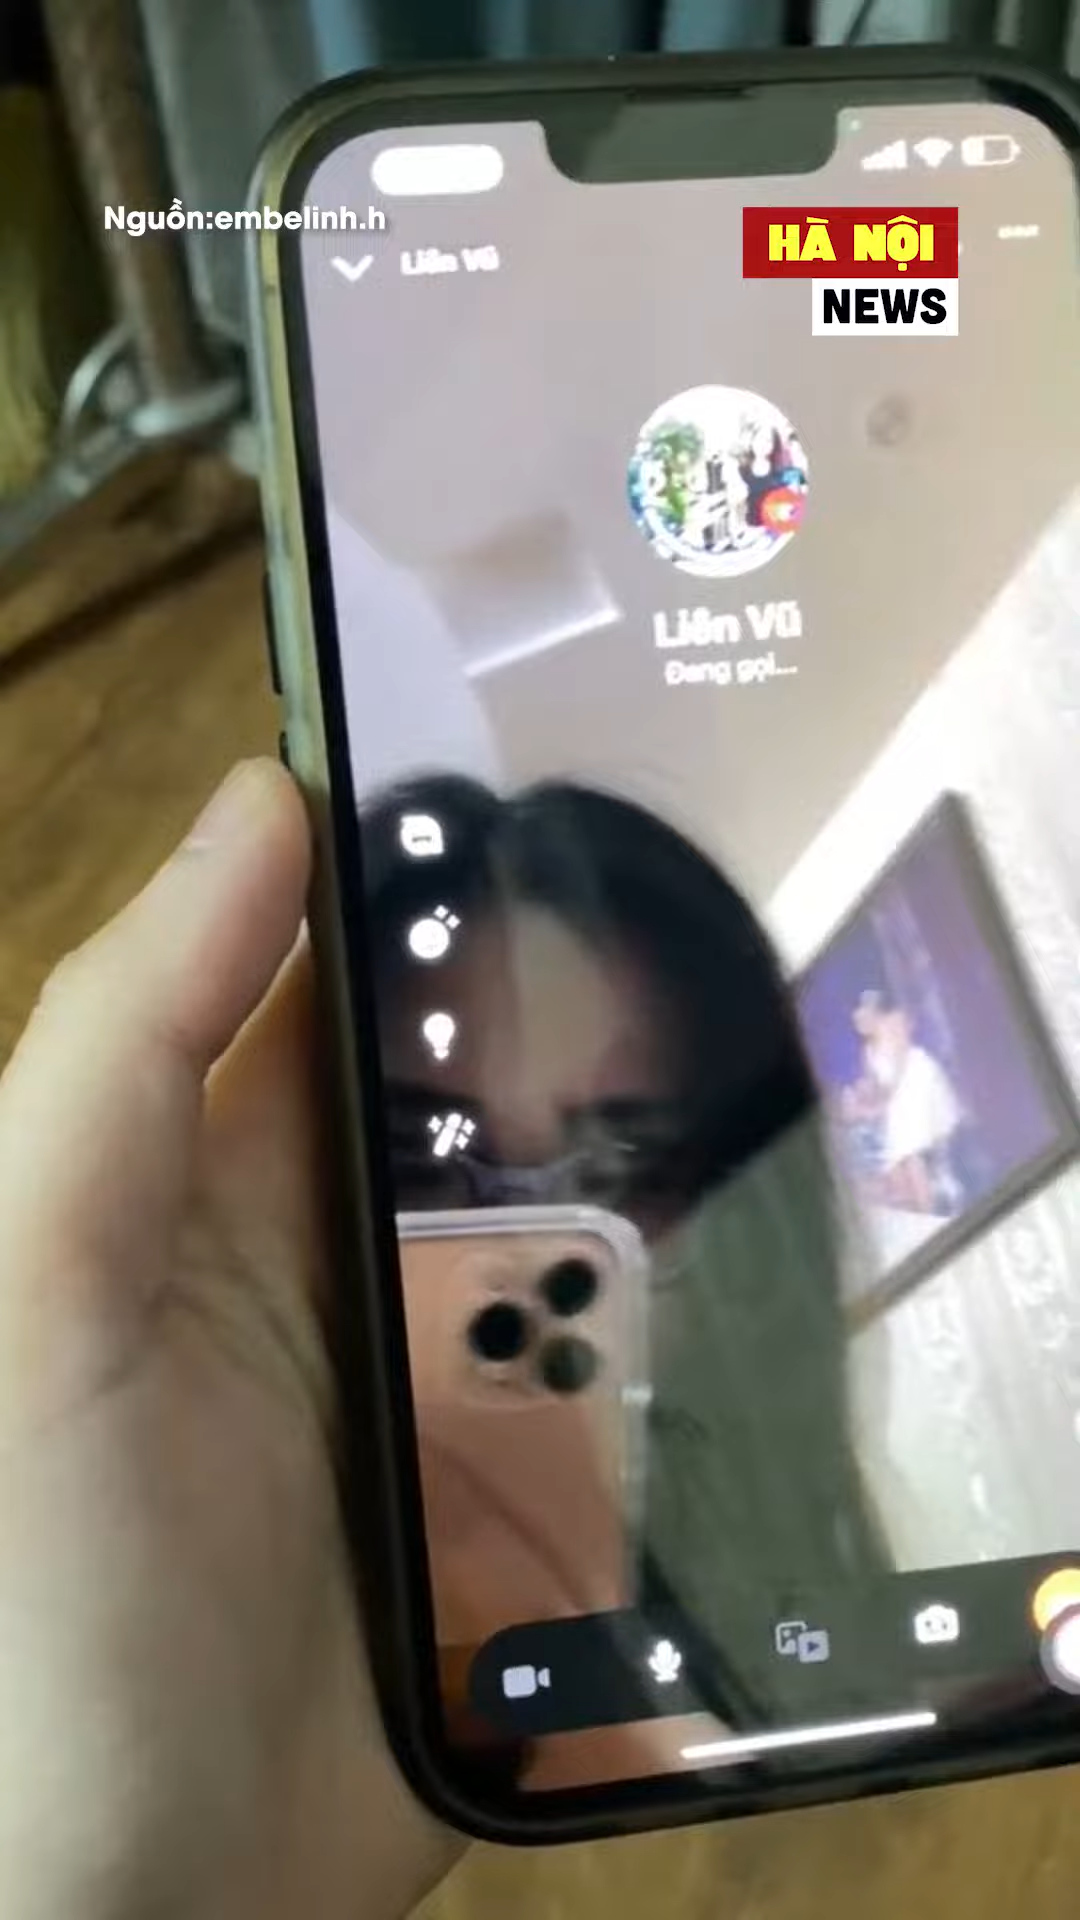 Nguồn:embelinh.h
HÀ NỘI
NEWS
Liên Vũ
Liên Vũ
Đang gọi...